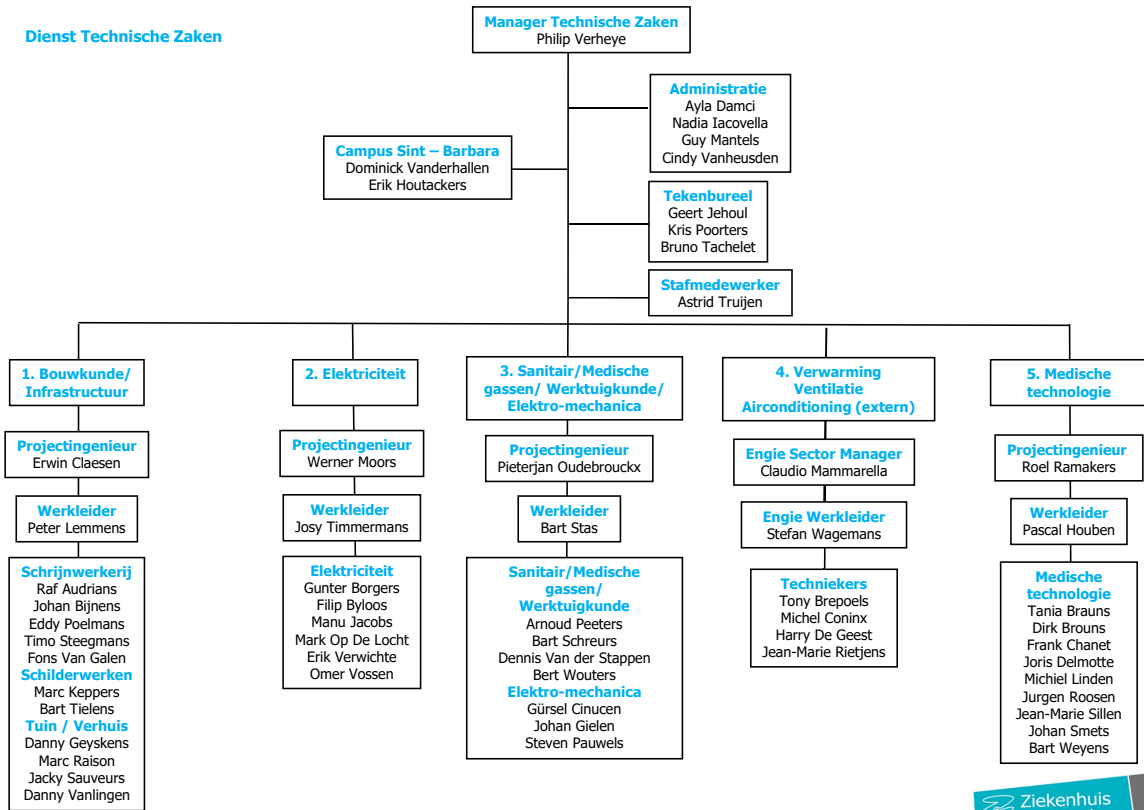 Dienst Technische Zaken
Manager Technische Zaken
Philip Verheye
Administratie
Ayla Damci
Nadia Iacovella
Guy Mantels
Cindy Vanheusden
Campus Sint – Barbara
Dominick Vanderhallen
Erik Houtackers
Tekenbureel
Geert Jehoul
Kris Poorters
Bruno Tachelet
Stafmedewerker
Astrid Truijen
1. Bouwkunde/
Infrastructuur
Projectingenieur
Erwin Claesen
Werkleider
Peter Lemmens
Schrijnwerkerij
Raf Audrians
Johan Bijnens
Eddy Poelmans
Timo Steegmans
Fons Van Galen
Schilderwerken
Marc Keppers
Bart Tielens
Tuin / Verhuis
Danny Geyskens
Marc Raison
Jacky Sauveurs
Danny Vanlingen
2. Elektriciteit
Projectingenieur
Werner Moors
Werkleider
Josy Timmermans
Elektriciteit
Gunter Borgers
Filip Byloos
Manu Jacobs
Mark Op De Locht
Erik Verwichte
Omer Vossen
3. Sanitair/Medische
gassen/ Werktuigkunde/
Elektro-mechanica
Projectingenieur
Pieterjan Oudebrouckx
Werkleider
Bart Stas
Sanitair/Medische
gassen/
Werktuigkunde
Arnoud Peeters
Bart Schreurs
Dennis Van der Stappen
Bert Wouters
Elektro-mechanica
Gürsel Cinucen
Johan Gielen
Steven Pauwels
4. Verwarming
Ventilatie
Airconditioning (extern)
Engie Sector Manager
Claudio Mammarella
Engie Werkleider
Stefan Wagemans
Techniekers
Tony Brepoels
Michel Coninx
Harry De Geest
Jean-Marie Rietjens
5. Medische
technologie
Projectingenieur
Roel Ramakers
Werkleider
Pascal Houben
Medische
technologie
Tania Brauns
Dirk Brouns
Frank Chanet
Joris Delmotte
Michiel Linden
Jurgen Roosen
Jean-Marie Sillen
Johan Smets
Bart Weyens
Ziekenhuis